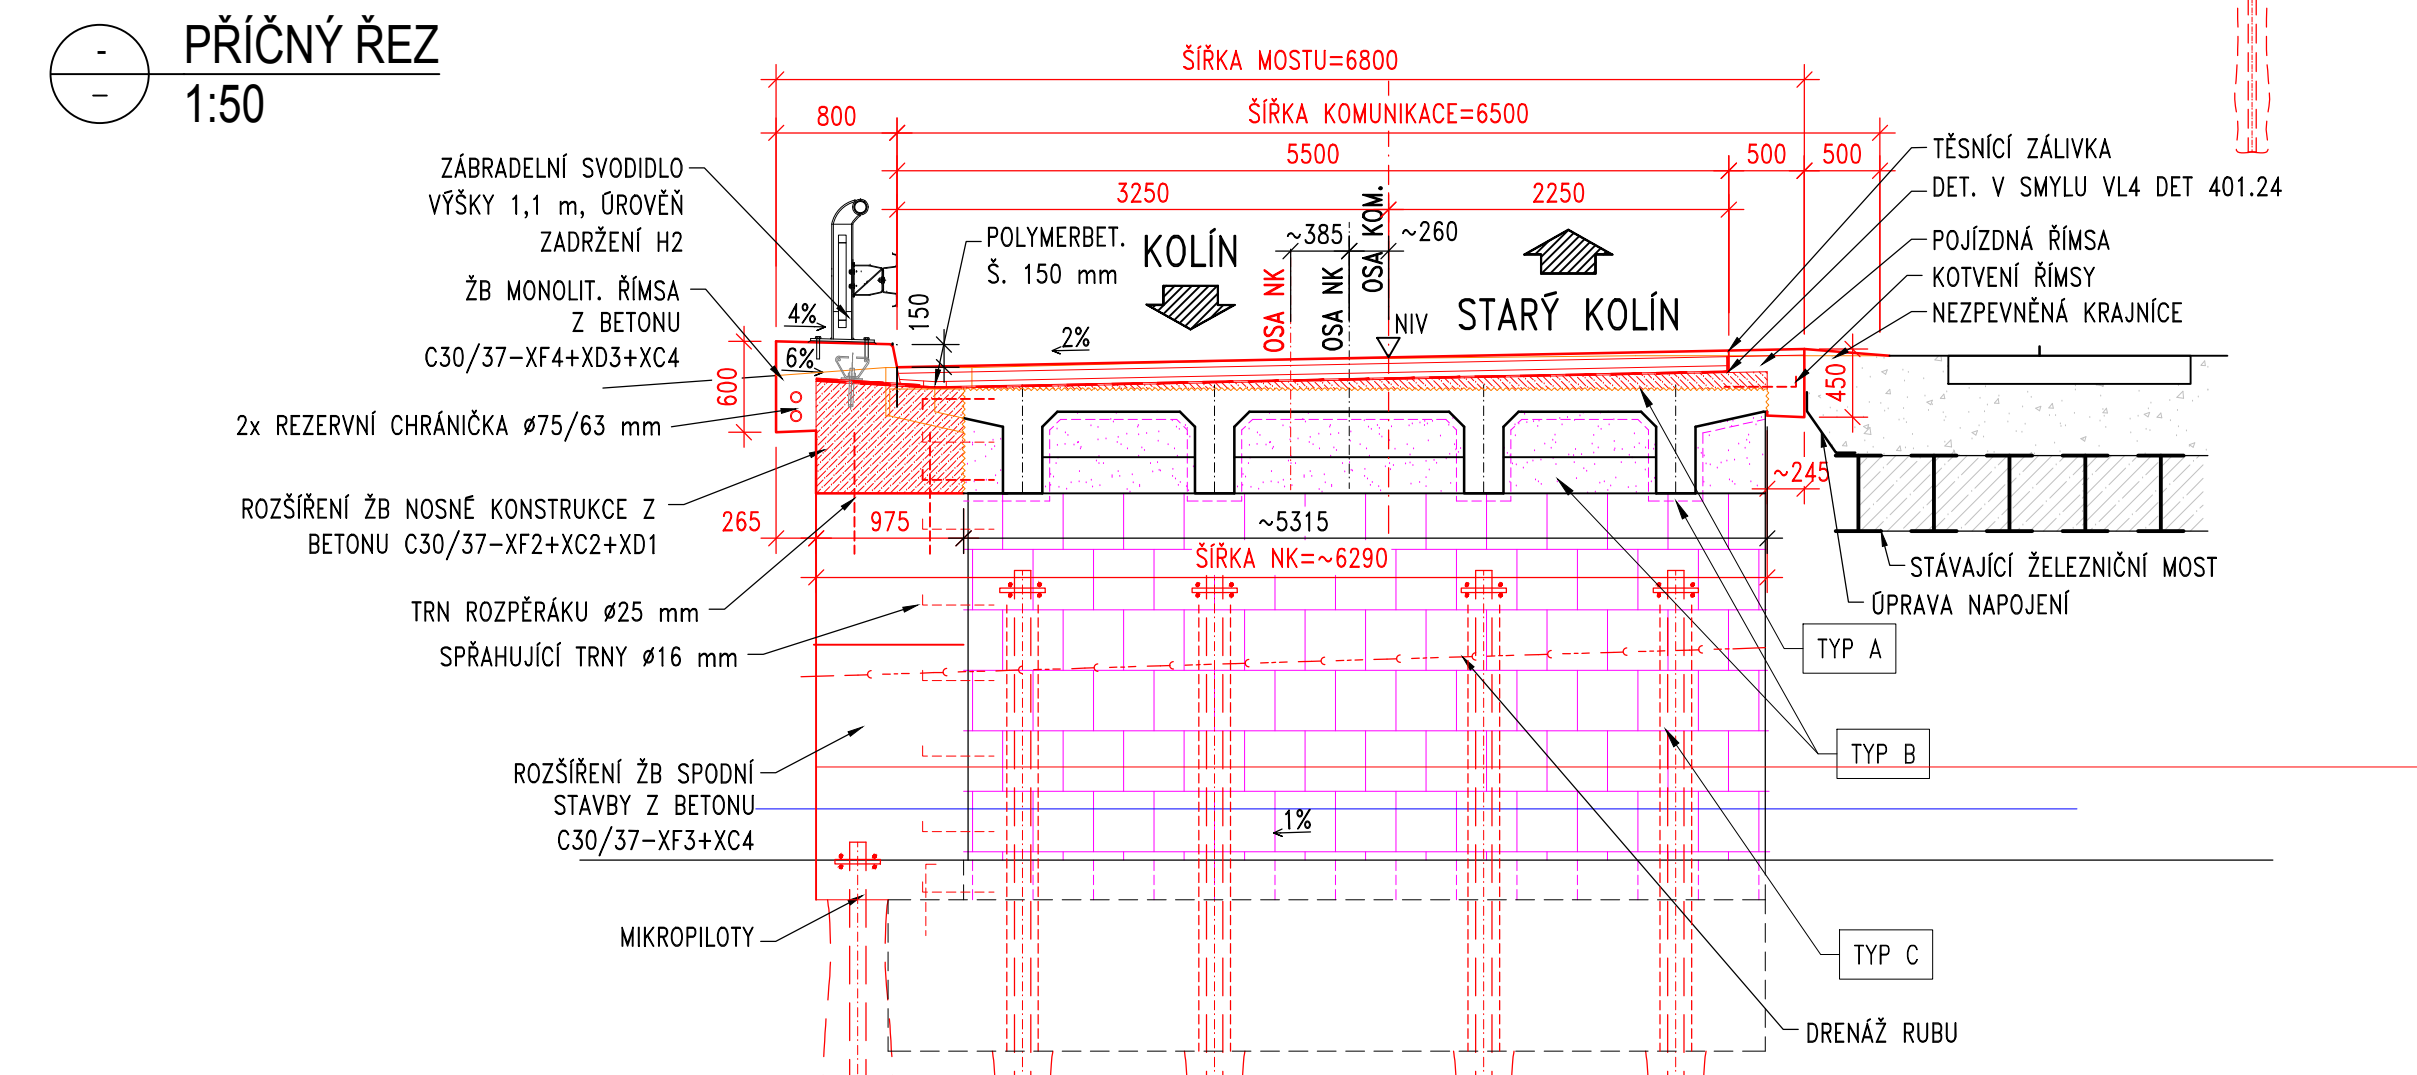 -
PŘÍČNÝ ŘEZ
–
1:50
ŠÍŘKA MOSTU=6800
800
ŠÍŘKA KOMUNIKACE=6500
5500
500
500
3250
2250
ZÁBRADELNÍ SVODIDLO
VÝŠKY 1,1 m, ÚROVĚŇ
ZADRŽENÍ H2
ŽB MONOLIT. ŘÍMSA
Z BETONU
C30/37-XF4+XD3+XC4
2x REZERVNÍ CHRÁNIČKA ø75/63 mm
ROZŠÍŘENÍ ŽB NOSNÉ KONSTRUKCE Z
BETONU C30/37-XF2+XC2+XD1
TRN ROZPĚRÁKU ø25 mm
SPŘAHUJÍCÍ TRNY ø16 mm
ROZŠÍŘENÍ ŽB SPODNÍ
STAVBY Z BETONU
C30/37-XF3+XC4
MIKROPILOTY
POLYMERBET.
Š. 150 mm
KOLÍN
STARÝ KOLÍN
~385
~260
OSA NK
OSA NK
OSA KOM.
NIV
4%
6%
2%
150
600
450
~245
265
975
~5315
ŠÍŘKA NK=~6290
1%
TĚSNÍCÍ ZÁLIVKA
DET. V SMYLU VL4 DET 401.24
POJÍZDNÁ ŘÍMSA
KOTVENÍ ŘÍMSY
NEZPEVNĚNÁ KRAJNÍCE
STÁVAJÍCÍ ŽELEZNIČNÍ MOST
ÚPRAVA NAPOJENÍ
TYP A
TYP B
TYP C
DRENÁŽ RUBU